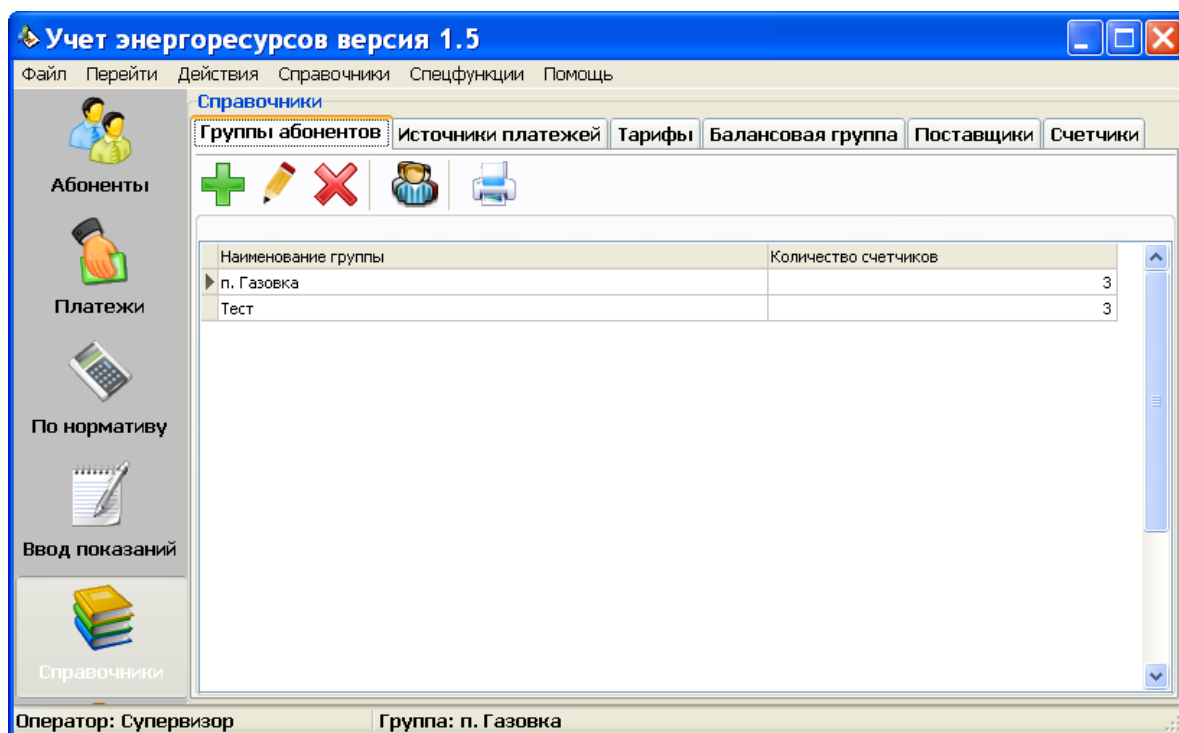 Учет энергоресурсов версия 1.5
Файл Перейти Действия Справочники Спецфункции Помощь
Справочники
Группы абонентов Источники платежей Тарифы Балансовая группа Поставщики Счетчики
Абоненты
Платежи
По нормативу
Ввод показаний
Справочники
Наименование группы Количество счетчиков
п. Газовка 3
Тест 3
Оператор: Супервизор Группа: п. Газовка